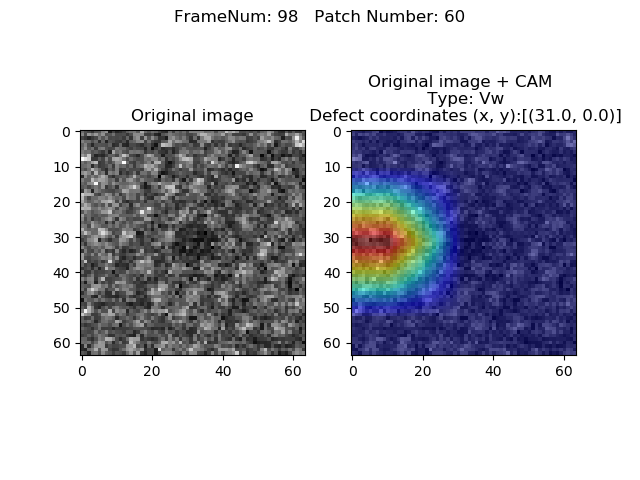 FrameNum: 98   Patch Number: 60
Original image
Original image + CAM
Type: Vw
Defect coordinates (x, y):[(31.0, 0.0)]
0
10
20
30
40
50
60
0 20 40 60
0
10
20
30
40
50
60
0 20 40 60